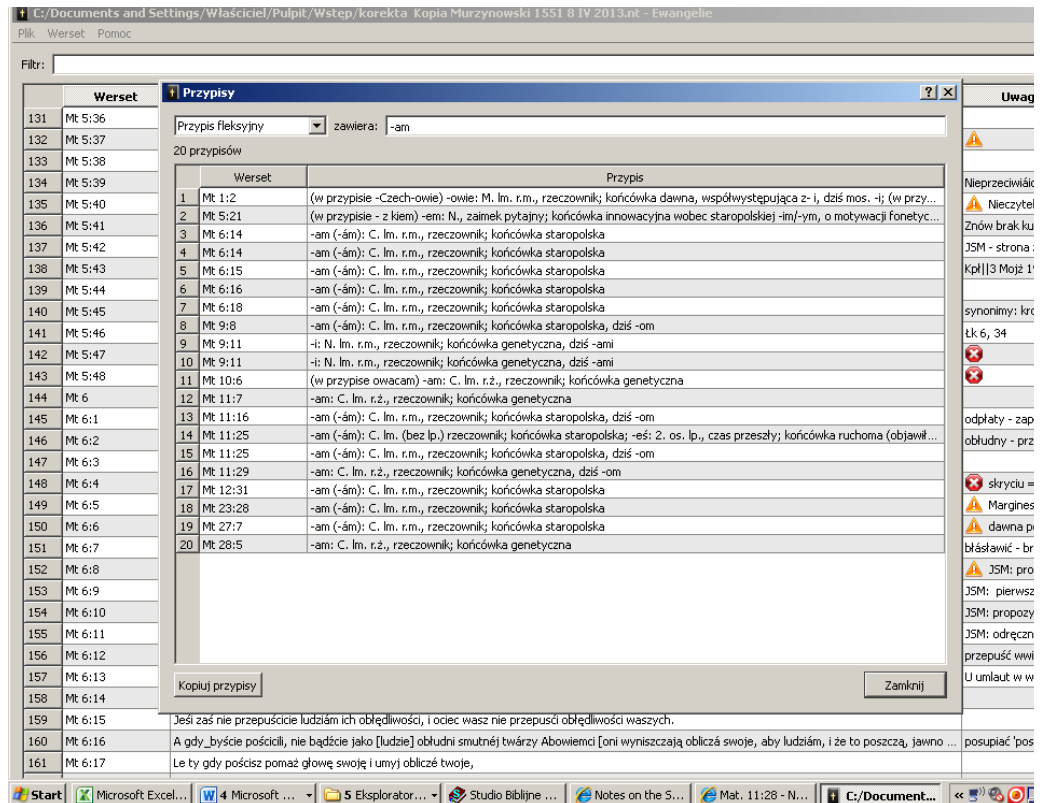 C:/Documents and Settings/Właściciel/Pulpit/Wstęp/korekta Kopia Murzynowski 1551 8 IV 2013.nt - Ewangelie
Plik Werset Pomoc
Filtr:
Werset
Uwag
Przypisy
Przypis fleksyjny zawiera: -am
20 przypisów
Werset Przypis
1 Mt 1:2 (w przypisie -Czech-owie) -owie: M. lm. r.m., rzeczownik; końcówka dawna, współwystępująca z- i, dziś mos. -i; (w przy...
2 Mt 5:21 (w przypisie - z kiem) -em: N., zaimek pytajny; końcówka innowacyjna wobec staropolskiej -im/-ym, o motywacji fonetyc...
3 Mt 6:14 -am (-ám): C. lm. r.m., rzeczownik; końcówka staropolska
4 Mt 6:14 -am (-ám): C. lm. r.m., rzeczownik; końcówka staropolska
5 Mt 6:15 -am (-ám): C. lm. r.m., rzeczownik; końcówka staropolska
6 Mt 6:16 -am (-ám): C. lm. r.m., rzeczownik; końcówka staropolska
7 Mt 6:18 -am (-ám): C. lm. r.m., rzeczownik; końcówka staropolska
8 Mt 9:8 -am (-ám): C. lm. r.m., rzeczownik; końcówka staropolska, dziś -om
9 Mt 9:11 -i: N. lm. r.m., rzeczownik; końcówka genetyczna, dziś -ami
10 Mt 9:11 -i: N. lm. r.m., rzeczownik; końcówka genetyczna, dziś -ami
11 Mt 10:6 (w przypise owacam) -am: C. lm. r.ż., rzeczownik; końcówka genetyczna
12 Mt 11:7 -am: C. lm. r.ż., rzeczownik; końcówka genetyczna
13 Mt 11:16 -am (-ám): C. lm. r.m., rzeczownik; końcówka staropolska, dziś -om
14 Mt 11:25 -am (-ám): C. lm. (bez lp.) rzeczownik; końcówka staropolska; -eś: 2. os. lp., czas przeszły; końcówka ruchoma (objawił...
15 Mt 11:25 -am (-ám): C. lm. r.m., rzeczownik; końcówka staropolska, dziś -om
16 Mt 11:29 -am: C. lm. r.ż., rzeczownik; końcówka genetyczna, dziś -om
17 Mt 12:31 -am (-ám): C. lm. r.m., rzeczownik; końcówka staropolska
18 Mt 23:28 -am (-ám): C. lm. r.m., rzeczownik; końcówka staropolska
19 Mt 27:7 -am (-ám): C. lm. r.m., rzeczownik; końcówka staropolska
20 Mt 28:5 -am: C. lm. r.ż., rzeczownik; końcówka genetyczna
Kopiuj przypisy Zamknij
131 Mt 5:36
132 Mt 5:37
133 Mt 5:38
134 Mt 5:39 Nieprzeciwiáic
135 Mt 5:40 Nieczytel
136 Mt 5:41 Znów brak ku
137 Mt 5:42 JSM - strona
138 Mt 5:43 Kpł||3 Mojż 1
139 Mt 5:44
140 Mt 5:45 synonimy: kro
141 Mt 5:46 Łk 6, 34
142 Mt 5:47
143 Mt 5:48
144 Mt 6
145 Mt 6:1 odpłaty - zap
146 Mt 6:2 obłudny - prz
147 Mt 6:3
148 Mt 6:4 skryciu =
149 Mt 6:5 Margines
150 Mt 6:6 dawna p
151 Mt 6:7 błásławić - br
152 Mt 6:8 JSM: pro
153 Mt 6:9 JSM: pierwsz
154 Mt 6:10 JSM: propozy
155 Mt 6:11 JSM: odręczn
156 Mt 6:12 przepuść wwi
157 Mt 6:13 U umlaut w w
158 Mt 6:14
159 Mt 6:15 Jeśi zaś nie przepuścicie ludziám ich obłędliwości, i ociec wasz nie przepuśći obłędliwości waszych.
160 Mt 6:16 A gdy_byście pościcili, nie bądźcie jako [ludzie] obłudni smutnéj twárzy Abowiemci [oni wyniszczają obliczá swoje, aby ludziám, i że to poszczą, jawno ... posupiać 'pos
161 Mt 6:17 Le ty gdy pościsz pomaż głowę swoję i umyj obliczé twoje,
Start Microsoft Excel... 4 Microsoft ... 5 Eksplorator... Studio Biblijne ... Notes on the S... Mat. 11:28 - N... C:/Document...